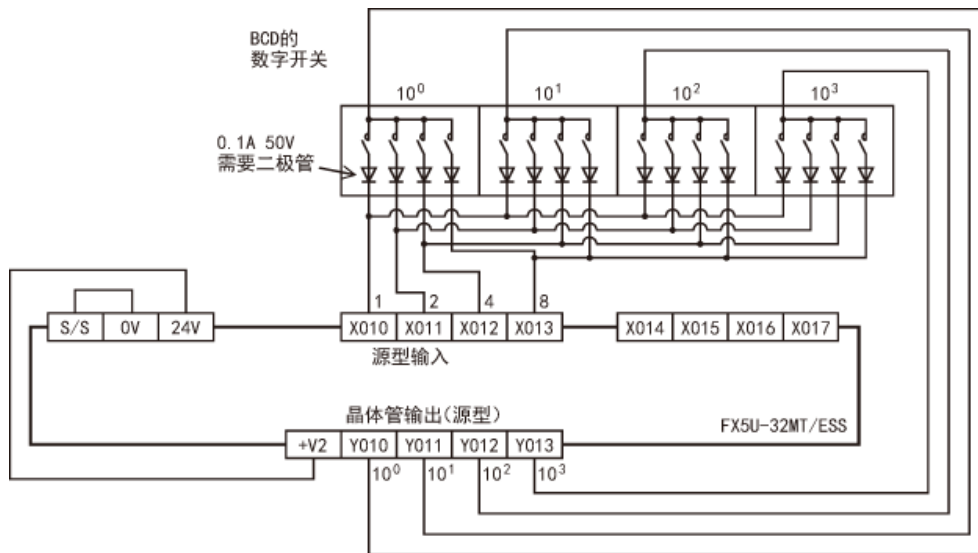 BCD的
数字开关
10⁰ 10¹ 10² 10³
0.1A 50V
需要二极管
1 2 4 8
S/S 0V 24V X010 X011 X012 X013 X014 X015 X016 X017
源型输入
晶体管输出(源型)
FX5U-32MT/ESS
+V2 Y010 Y011 Y012 Y013
10⁰ 10¹ 10² 10³